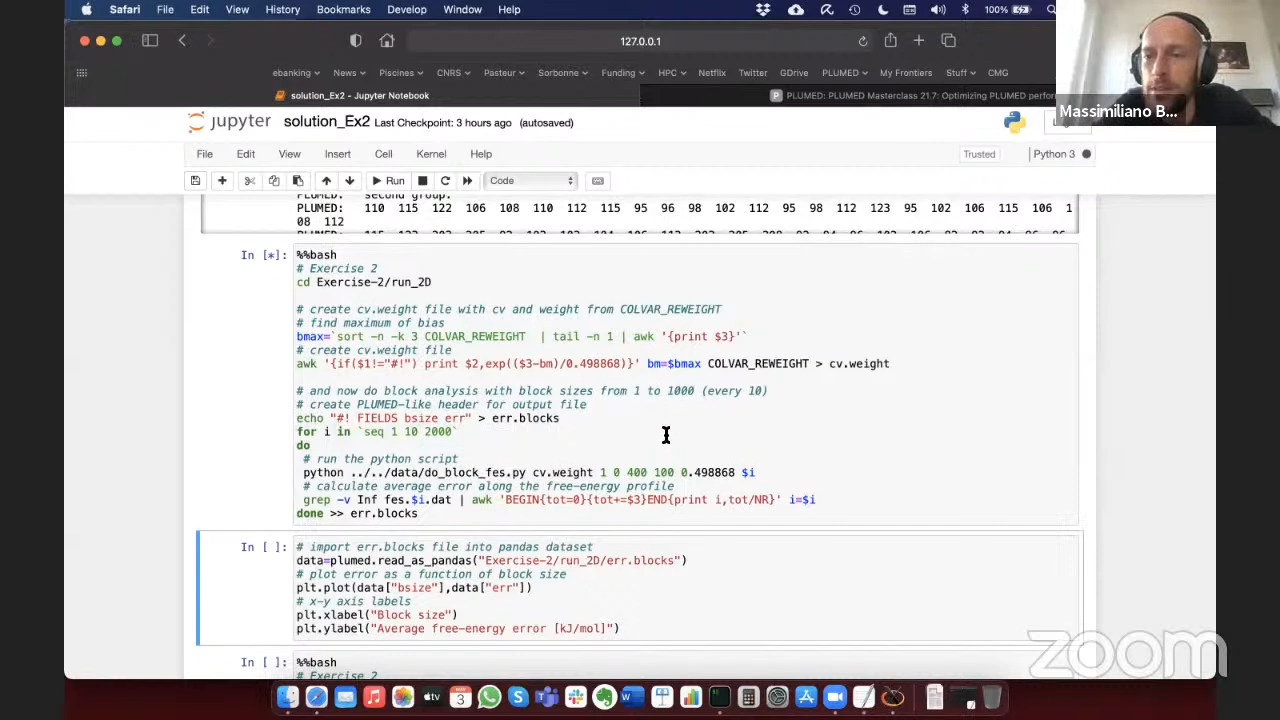 Safari File Edit View History Bookmarks Develop Window Help 100%
127.0.0.1
ebanking News Piscines CNRS Pasteur Sorbonne Funding HPC Netflix Twitter GDrive PLUMED My Frontiers Stuff CMG
solution_Ex2 - Jupyter Notebook
PLUMED: PLUMED Masterclass 21.7: Optimizing PLUMED perfor
Massimiliano B...
jupyter solution_Ex2 Last Checkpoint: 3 hours ago (autosaved)
File Edit View Insert Cell Kernel Help Trusted Python 3
Run Code
PLUMED: second group:
PLUMED: 110 115 122 106 108 110 112 115 95 96 98 102 112 95 98 112 123 95 102 106 115 106 1
08 112
In [*]: %%bash
# Exercise 2
cd Exercise-2/run_2D
# create cv.weight file with cv and weight from COLVAR_REWEIGHT
# find maximum of bias
bmax=`sort -n -k 3 COLVAR_REWEIGHT | tail -n 1 | awk '{print $3}'`
# create cv.weight file
awk '{if($1!="#!") print $2,exp(($3-bm)/0.498868)}' bm=$bmax COLVAR_REWEIGHT > cv.weight
# and now do block analysis with block sizes from 1 to 1000 (every 10)
# create PLUMED-like header for output file
echo "#! FIELDS bsize err" > err.blocks
for i in `seq 1 10 2000`
do
# run the python script
python ../../data/do_block_fes.py cv.weight 1 0 400 100 0.498868 $i
# calculate average error along the free-energy profile
grep -v Inf fes.$i.dat | awk 'BEGIN{tot=0}{tot+=$3}END{print i,tot/NR}' i=$i
done >> err.blocks
In [ ]: # import err.blocks file into pandas dataset
data=plumed.read_as_pandas("Exercise-2/run_2D/err.blocks")
# plot error as a function of block size
plt.plot(data["bsize"],data["err"])
# x-y axis labels
plt.xlabel("Block size")
plt.ylabel("Average free-energy error [kJ/mol]")
In [ ]: %%bash
# Exercise 2
zoom